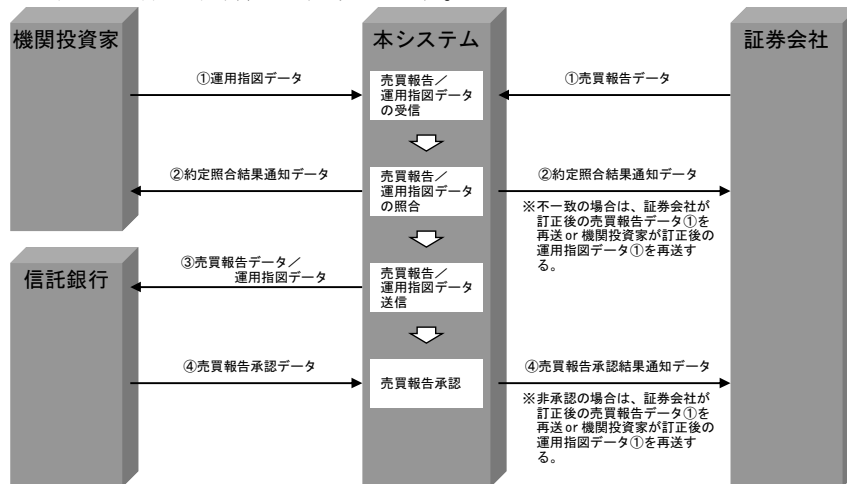 機関投資家
本システム
証券会社
①運用指図データ
売買報告／
運用指図データ
の受信
①売買報告データ
②約定照合結果通知データ
売買報告／
運用指図データ
の照合
②約定照合結果通知データ
※不一致の場合は、証券会社が
訂正後の売買報告データ①を
再送 or 機関投資家が訂正後の
運用指図データ①を再送す
る。
信託銀行
③売買報告データ／
運用指図データ
売買報告／
運用指図データ
送信
④売買報告承認データ
売買報告承認
④売買報告承認結果通知データ
※非承認の場合は、証券会社が
訂正後の売買報告データ①を
再送 or 機関投資家が訂正後の
運用指図データ①を再送す
る。